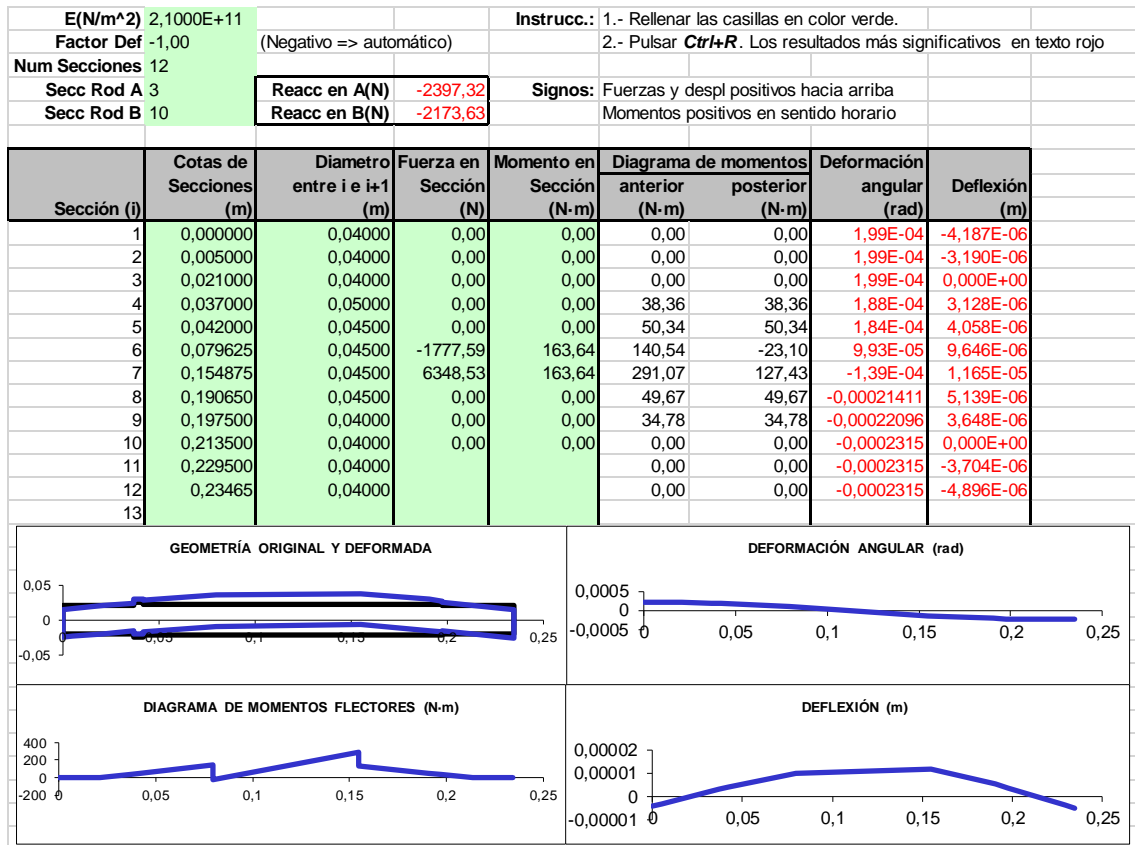 E(N/m^2) 2,1000E+11 Instrucc.: 1.- Rellenar las casillas en color verde.
Factor Def -1,00 (Negativo => automático) 2.- Pulsar Ctrl+R. Los resultados más significativos en texto rojo
Num Secciones 12
Secc Rod A 3 Reacc en A(N) -2397,32 Signos: Fuerzas y despl positivos hacia arriba
Secc Rod B 10 Reacc en B(N) -2173,63 Momentos positivos en sentido horario
Cotas de Diametro Fuerza en Momento en Diagrama de momentos Deformación
Secciones entre i e i+1 Sección Sección anterior posterior angular Deflexión
Sección (i) (m) (m) (N) (N·m) (N·m) (N·m) (rad) (m)
1 0,000000 0,04000 0,00 0,00 0,00 0,00 1,99E-04 -4,187E-06
2 0,005000 0,04000 0,00 0,00 0,00 0,00 1,99E-04 -3,190E-06
3 0,021000 0,04000 0,00 0,00 0,00 0,00 1,99E-04 0,000E+00
4 0,037000 0,05000 0,00 0,00 38,36 38,36 1,88E-04 3,128E-06
5 0,042000 0,04500 0,00 0,00 50,34 50,34 1,84E-04 4,058E-06
6 0,079625 0,04500 -1777,59 163,64 140,54 -23,10 9,93E-05 9,646E-06
7 0,154875 0,04500 6348,53 163,64 291,07 127,43 -1,39E-04 1,165E-05
8 0,190650 0,04500 0,00 0,00 49,67 49,67 -0,00021411 5,139E-06
9 0,197500 0,04000 0,00 0,00 34,78 34,78 -0,00022096 3,648E-06
10 0,213500 0,04000 0,00 0,00 0,00 0,00 -0,0002315 0,000E+00
11 0,229500 0,04000 0,00 0,00 -0,0002315 -3,704E-06
12 0,23465 0,04000 0,00 0,00 -0,0002315 -4,896E-06
13
GEOMETRÍA ORIGINAL Y DEFORMADA
0,05
0
-0,05
0 0,05 0,1 0,15 0,2 0,25
DEFORMACIÓN ANGULAR (rad)
0,0005
0
-0,0005
0 0,05 0,1 0,15 0,2 0,25
DIAGRAMA DE MOMENTOS FLECTORES (N·m)
400
200
0
-200
0 0,05 0,1 0,15 0,2 0,25
DEFLEXIÓN (m)
0,00002
0,00001
0
-0,00001
0 0,05 0,1 0,15 0,2 0,25